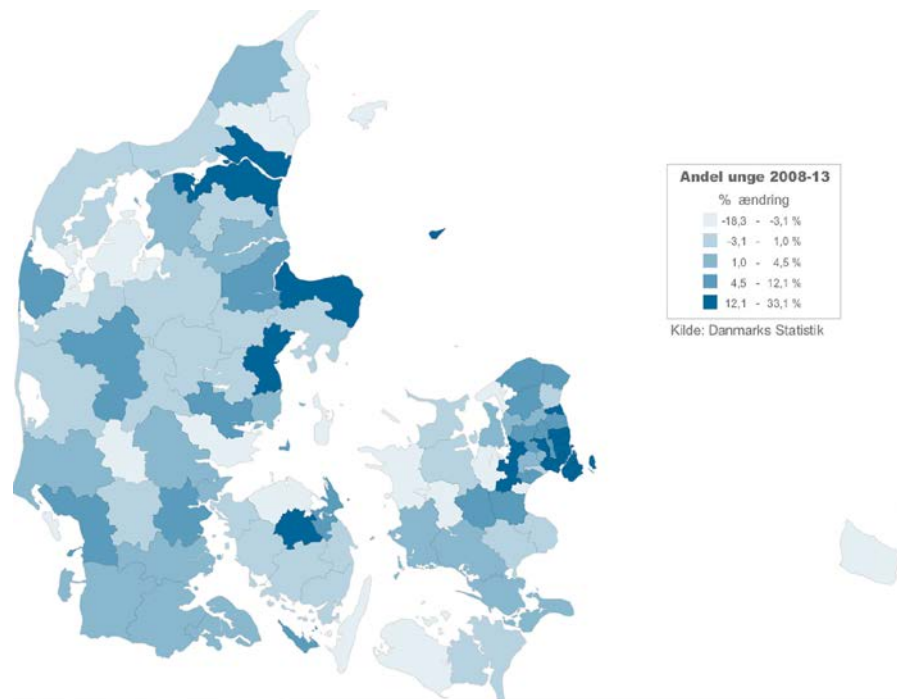 Andel unge 2008-13
% ændring
-18,3 - -3,1 %
-3,1 - 1,0 %
1,0 - 4,5 %
4,5 - 12,1 %
12,1 - 33,1 %
Kilde: Danmarks Statistik